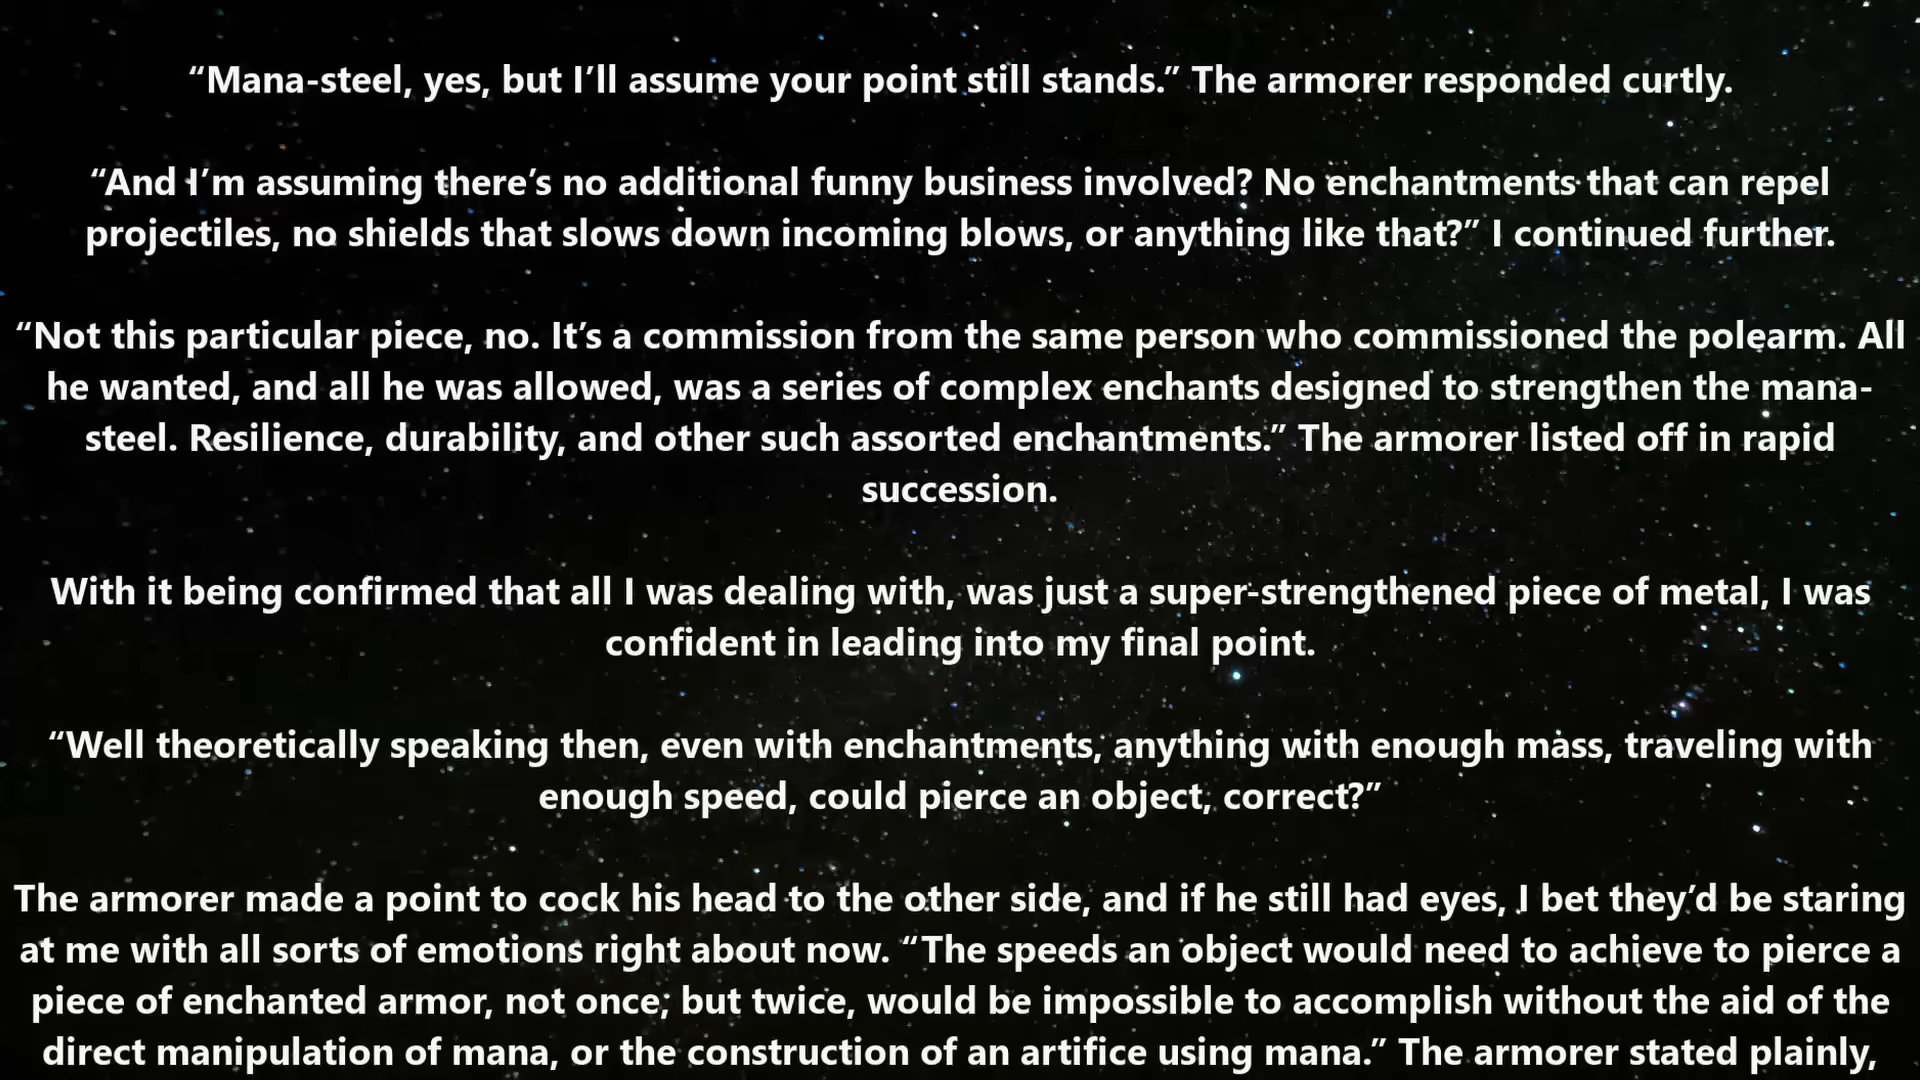 “Mana-steel, yes, but I’ll assume your point still stands.” The armorer responded curtly.
“And I’m assuming there’s no additional funny business involved? No enchantments that can repel
projectiles, no shields that slows down incoming blows, or anything like that?” I continued further.
“Not this particular piece, no. It’s a commission from the same person who commissioned the polearm. All
he wanted, and all he was allowed, was a series of complex enchants designed to strengthen the mana-
steel. Resilience, durability, and other such assorted enchantments.” The armorer listed off in rapid
succession.
With it being confirmed that all I was dealing with, was just a super-strengthened piece of metal, I was
confident in leading into my final point.
“Well theoretically speaking then, even with enchantments, anything with enough mass, traveling with
enough speed, could pierce an object, correct?”
The armorer made a point to cock his head to the other side, and if he still had eyes, I bet they’d be staring
at me with all sorts of emotions right about now. “The speeds an object would need to achieve to pierce a
piece of enchanted armor, not once, but twice, would be impossible to accomplish without the aid of the
direct manipulation of mana, or the construction of an artifice using mana.” The armorer stated plainly,